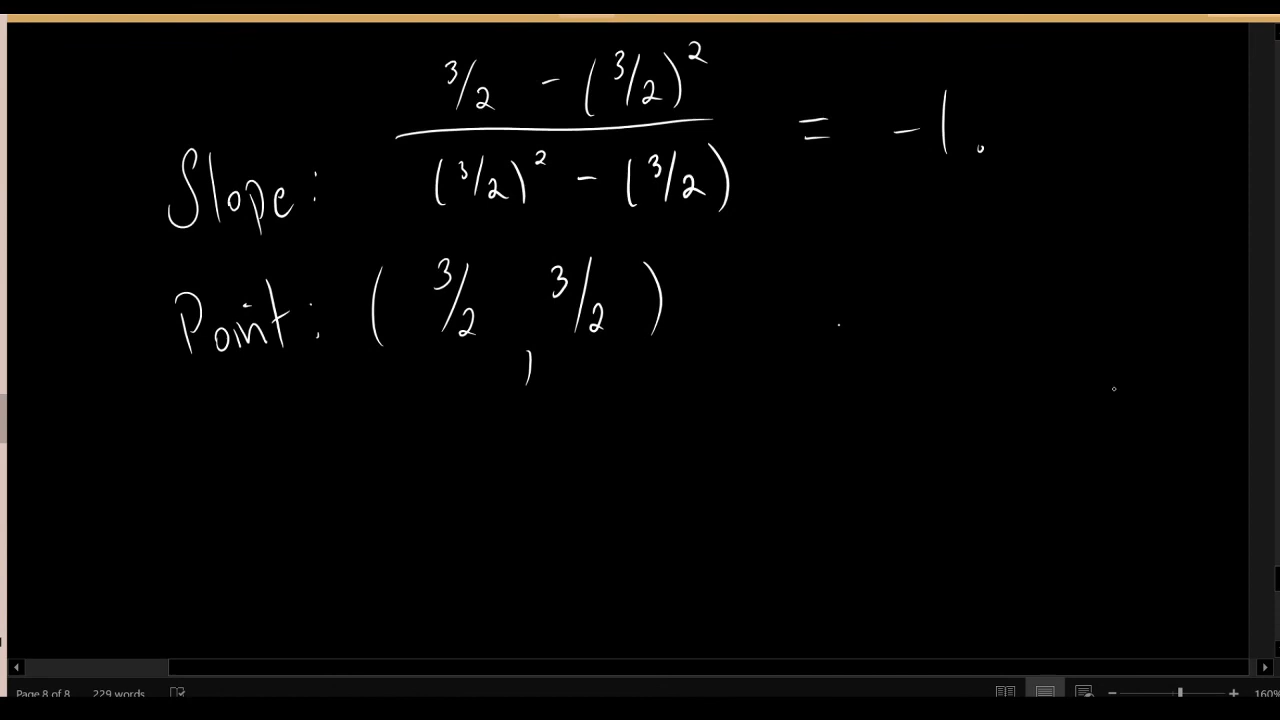 Slope: 3/2 - (3/2)² / (3/2)² - (3/2) = -1.
Point: ( 3/2 , 3/2 )
Page 8 of 8 229 words 160%